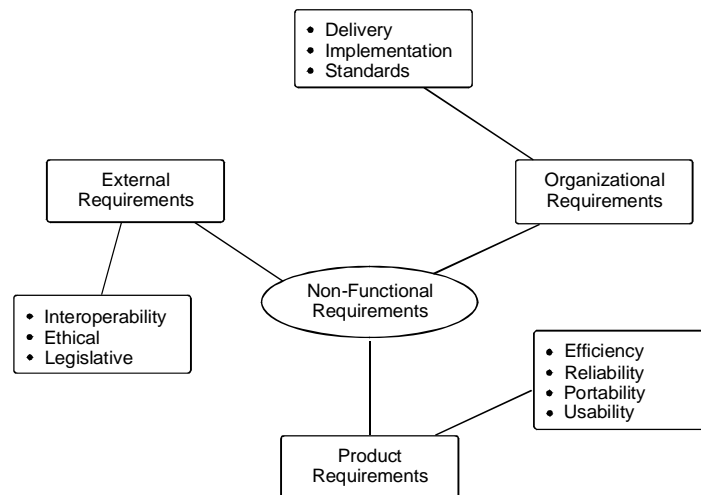 • Delivery
• Implementation
• Standards
External
Requirements
Organizational
Requirements
Non-Functional
Requirements
• Interoperability
• Ethical
• Legislative
• Efficiency
• Reliability
• Portability
• Usability
Product
Requirements